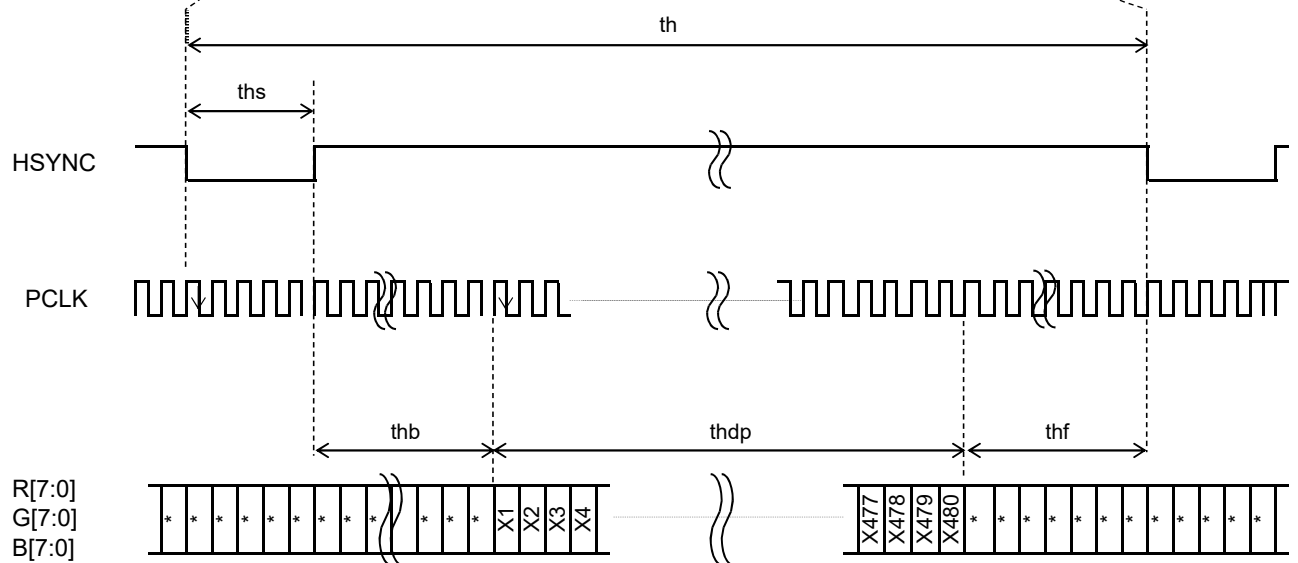 th
ths
HSYNC
PCLK
thb thdp thf
R[7:0]
G[7:0]
B[7:0]
* * * * * * * * * * * * X1 X2 X3 X4 X477 X478 X479 X480 * * * * * * * * * * * *